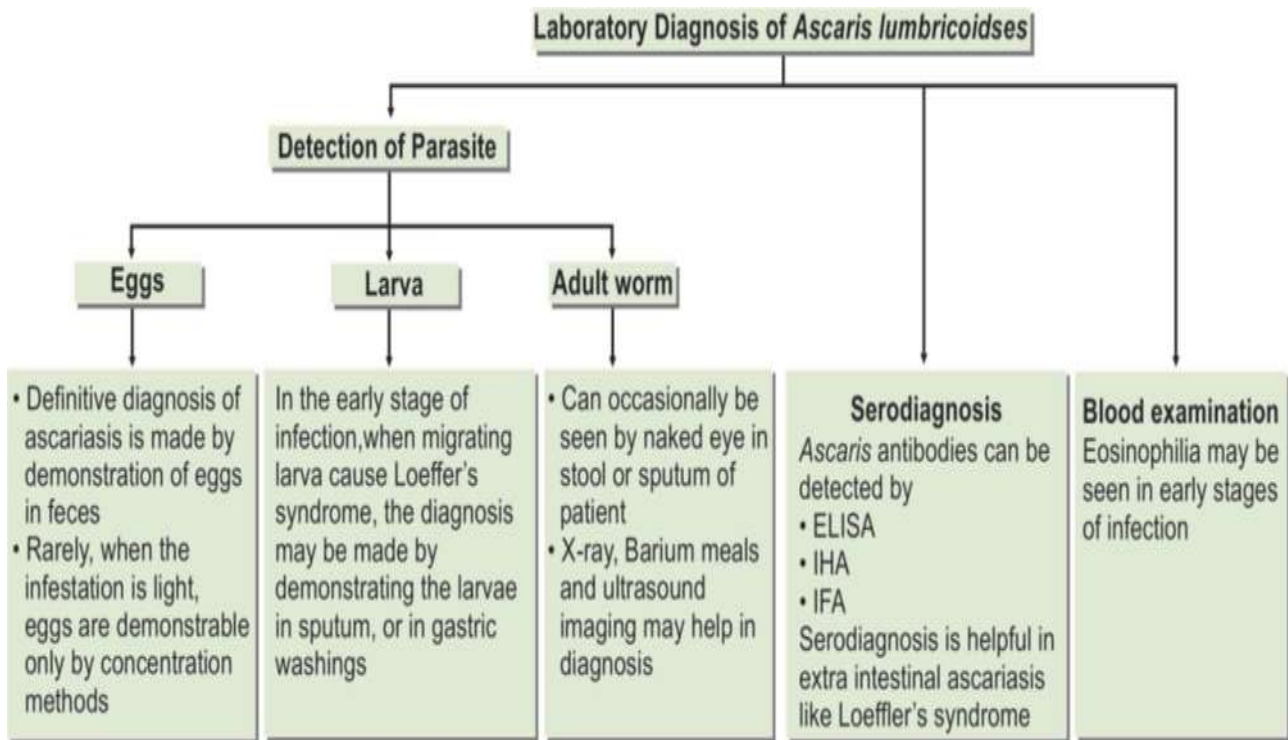 Laboratory Diagnosis of Ascaris lumbricoidses
Detection of Parasite
Eggs
Larva
Adult worm
• Definitive diagnosis of
ascariasis is made by
demonstration of eggs
in feces
• Rarely, when the
infestation is light,
eggs are demonstrable
only by concentration
methods
In the early stage of
infection,when migrating
larva cause Loeffer's
syndrome, the diagnosis
may be made by
demonstrating the larvae
in sputum, or in gastric
washings
• Can occasionally be
seen by naked eye in
stool or sputum of
patient
• X-ray, Barium meals
and ultrasound
imaging may help in
diagnosis
Serodiagnosis
Ascaris antibodies can be
detected by
• ELISA
• IHA
• IFA
Serodiagnosis is helpful in
extra intestinal ascariasis
like Loeffler's syndrome
Blood examination
Eosinophilia may be
seen in early stages
of infection